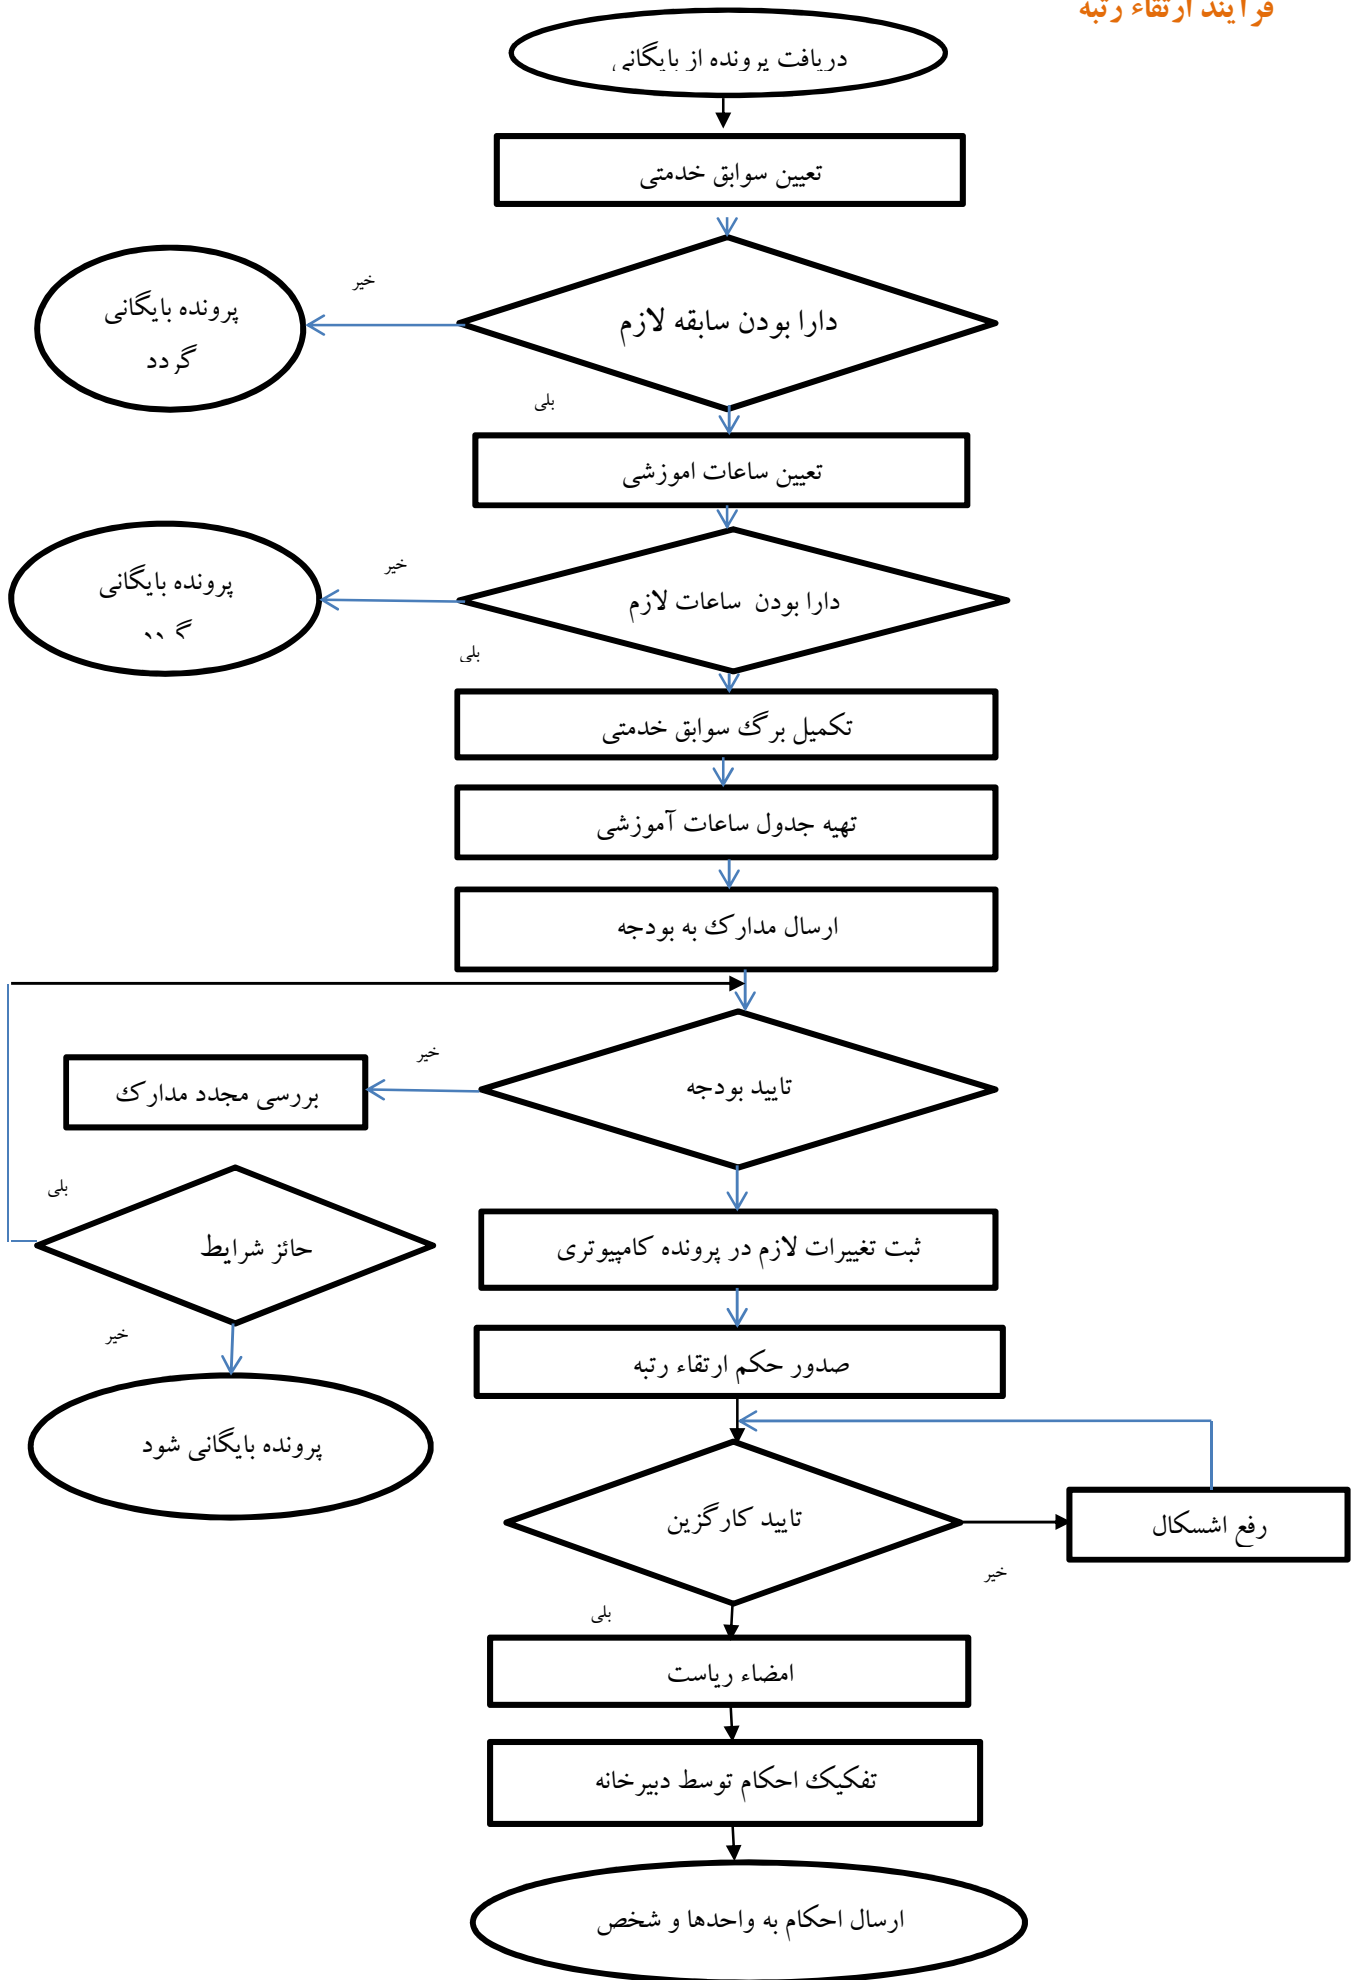 فرآیند ارتقاء رتبه
دریافت پرونده از بایگانی
تعیین سوابق خدمتی
خیر
دارا بودن سابقه لازم
پرونده بایگانی
گردد
بلی
تعیین ساعات اموزشی
خیر
دارا بودن ساعات لازم
پرونده بایگانی
بلی
تکمیل برگ سوابق خدمتی
تهیه جدول ساعات آموزشی
ارسال مدارک به بودجه
خیر
تایید بودجه
بررسی مجدد مدارک
بلی
حائز شرایط
ثبت تغییرات لازم در پرونده کامپیوتری
خیر
صدور حکم ارتقاء رتبه
پرونده بایگانی شود
تایید کارگزین
رفع اشسکال
خیر
بلی
امضاء ریاست
تفکیک احکام توسط دبیرخانه
ارسال احکام به واحدها و شخص